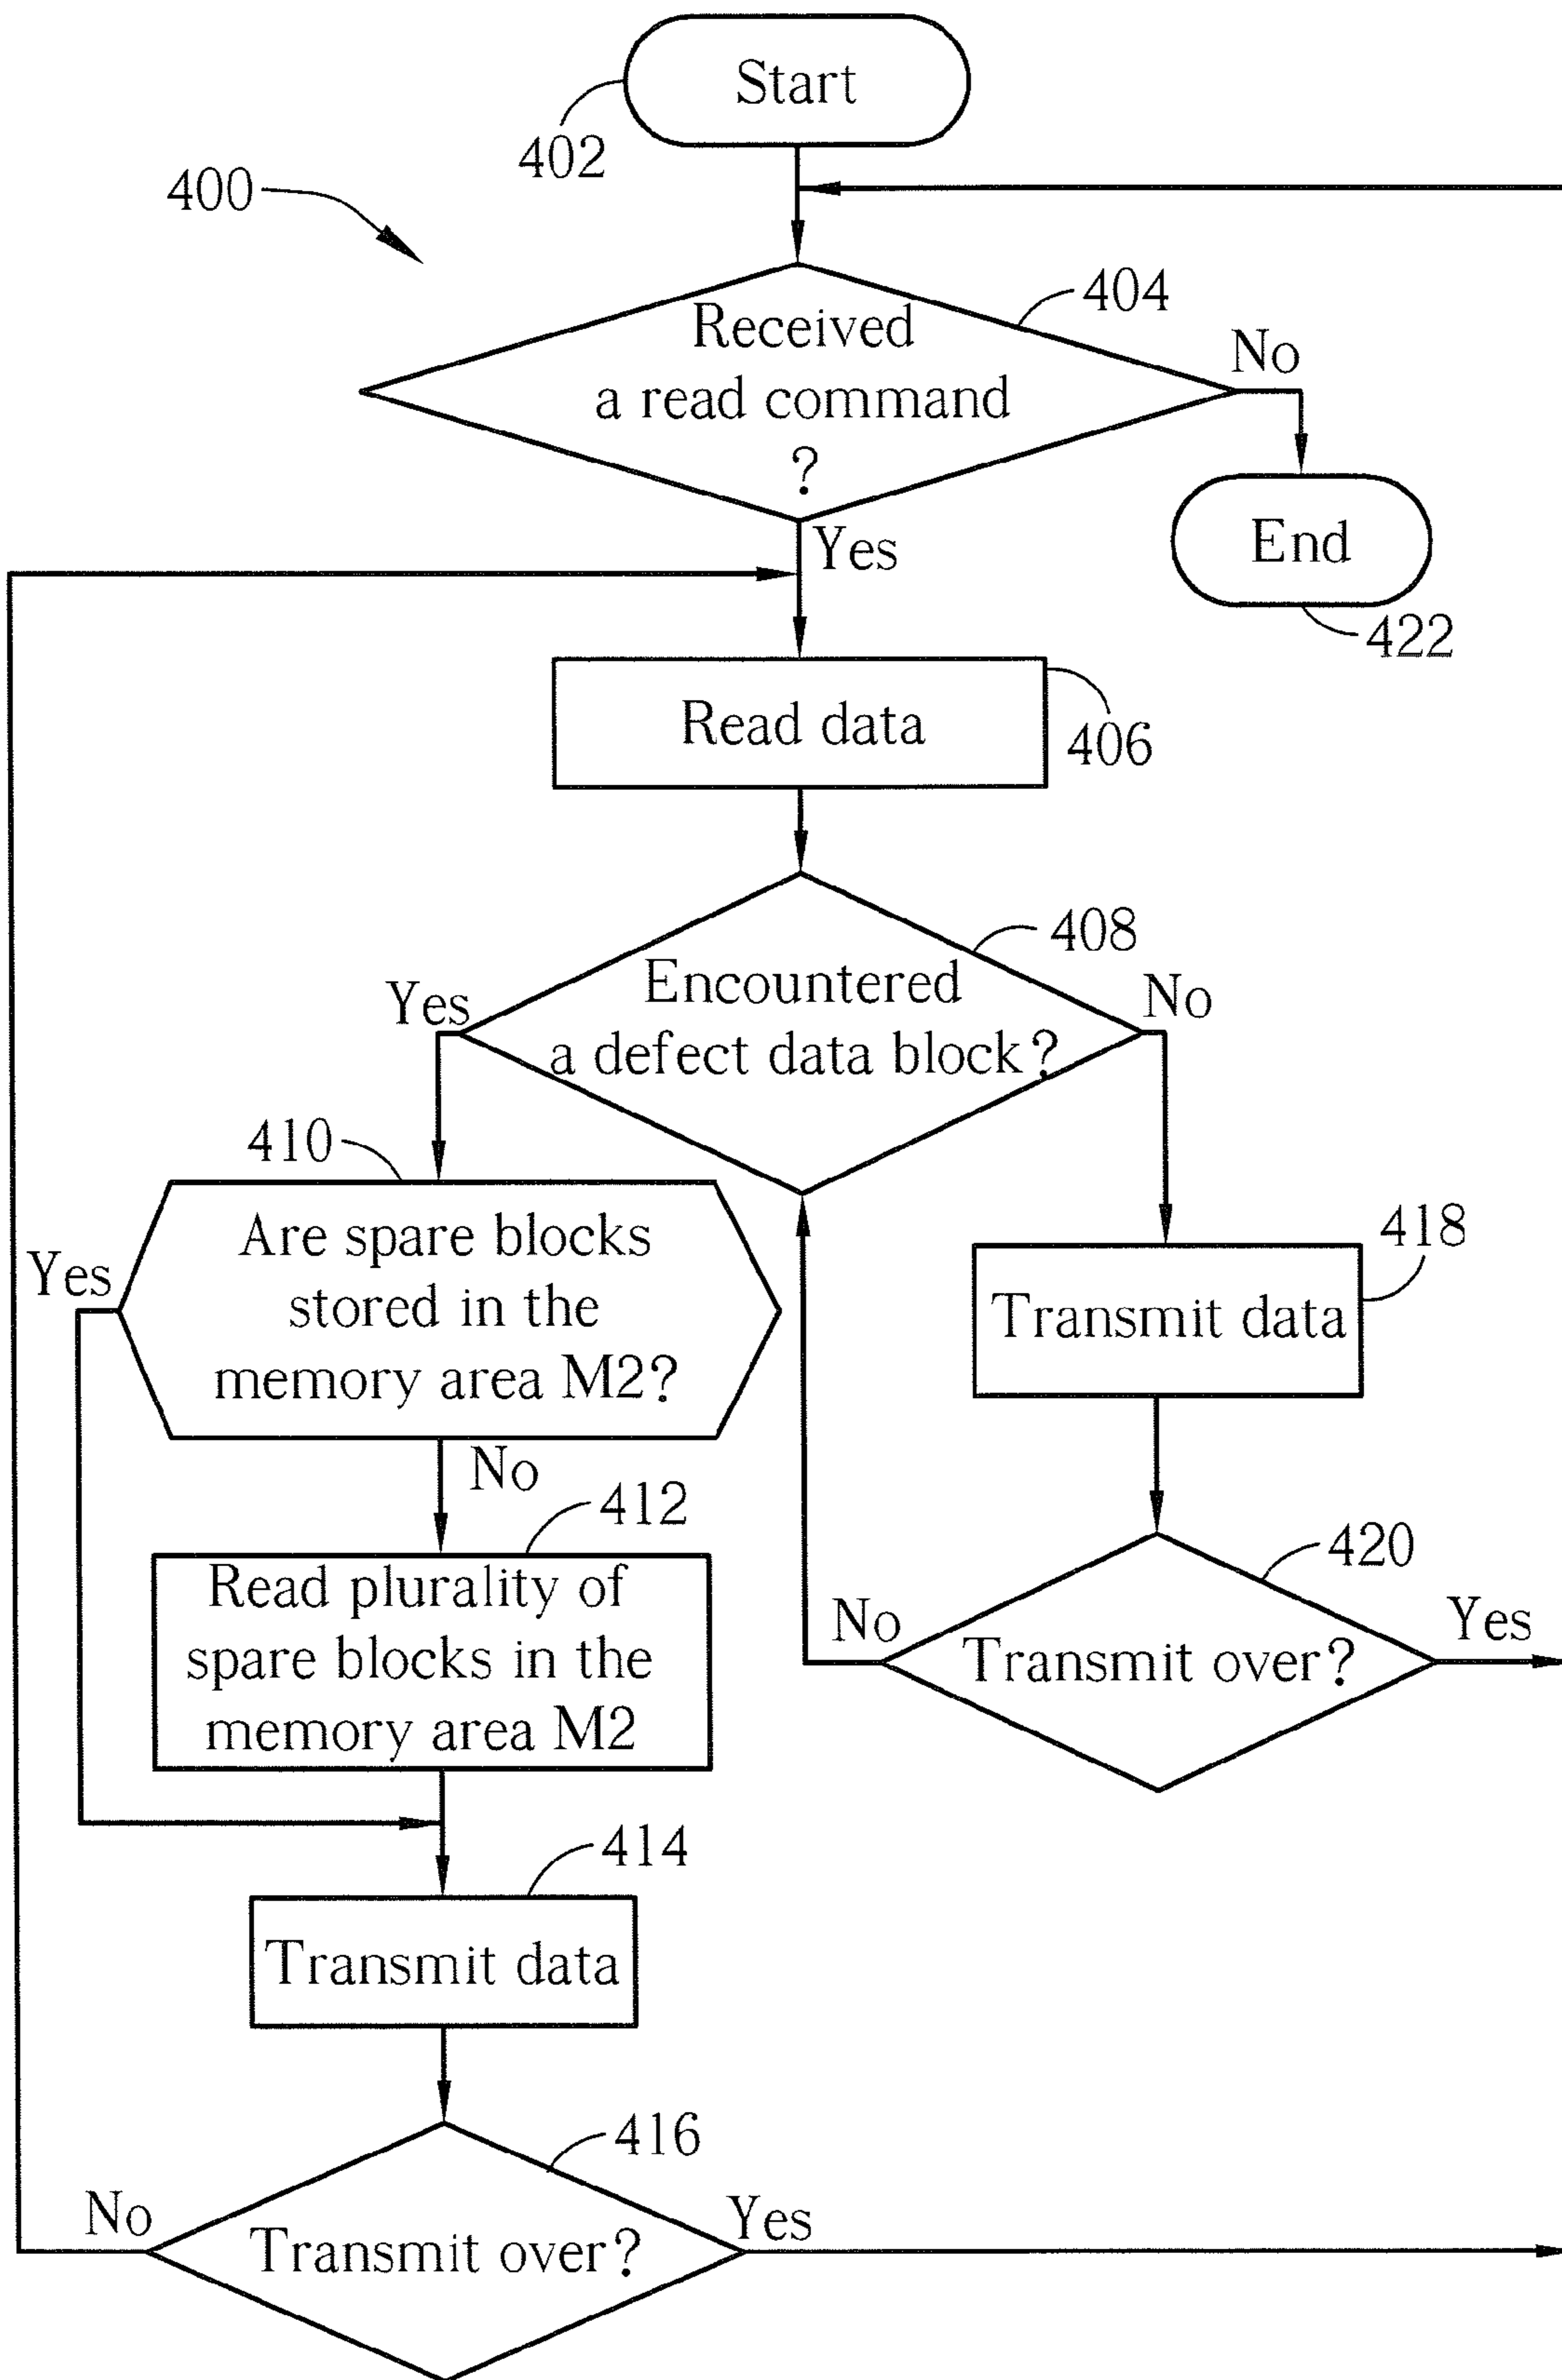 Start
402
400
404
Received
a read command
?
No
Yes
End
422
Read data
406
408
Encountered
a defect data block?
Yes
No
410
Are spare blocks
stored in the
memory area M2?
Yes
No
418
Transmit data
412
Read plurality of
spare blocks in the
memory area M2
420
Transmit over?
No
Yes
414
Transmit data
416
Transmit over?
No
Yes